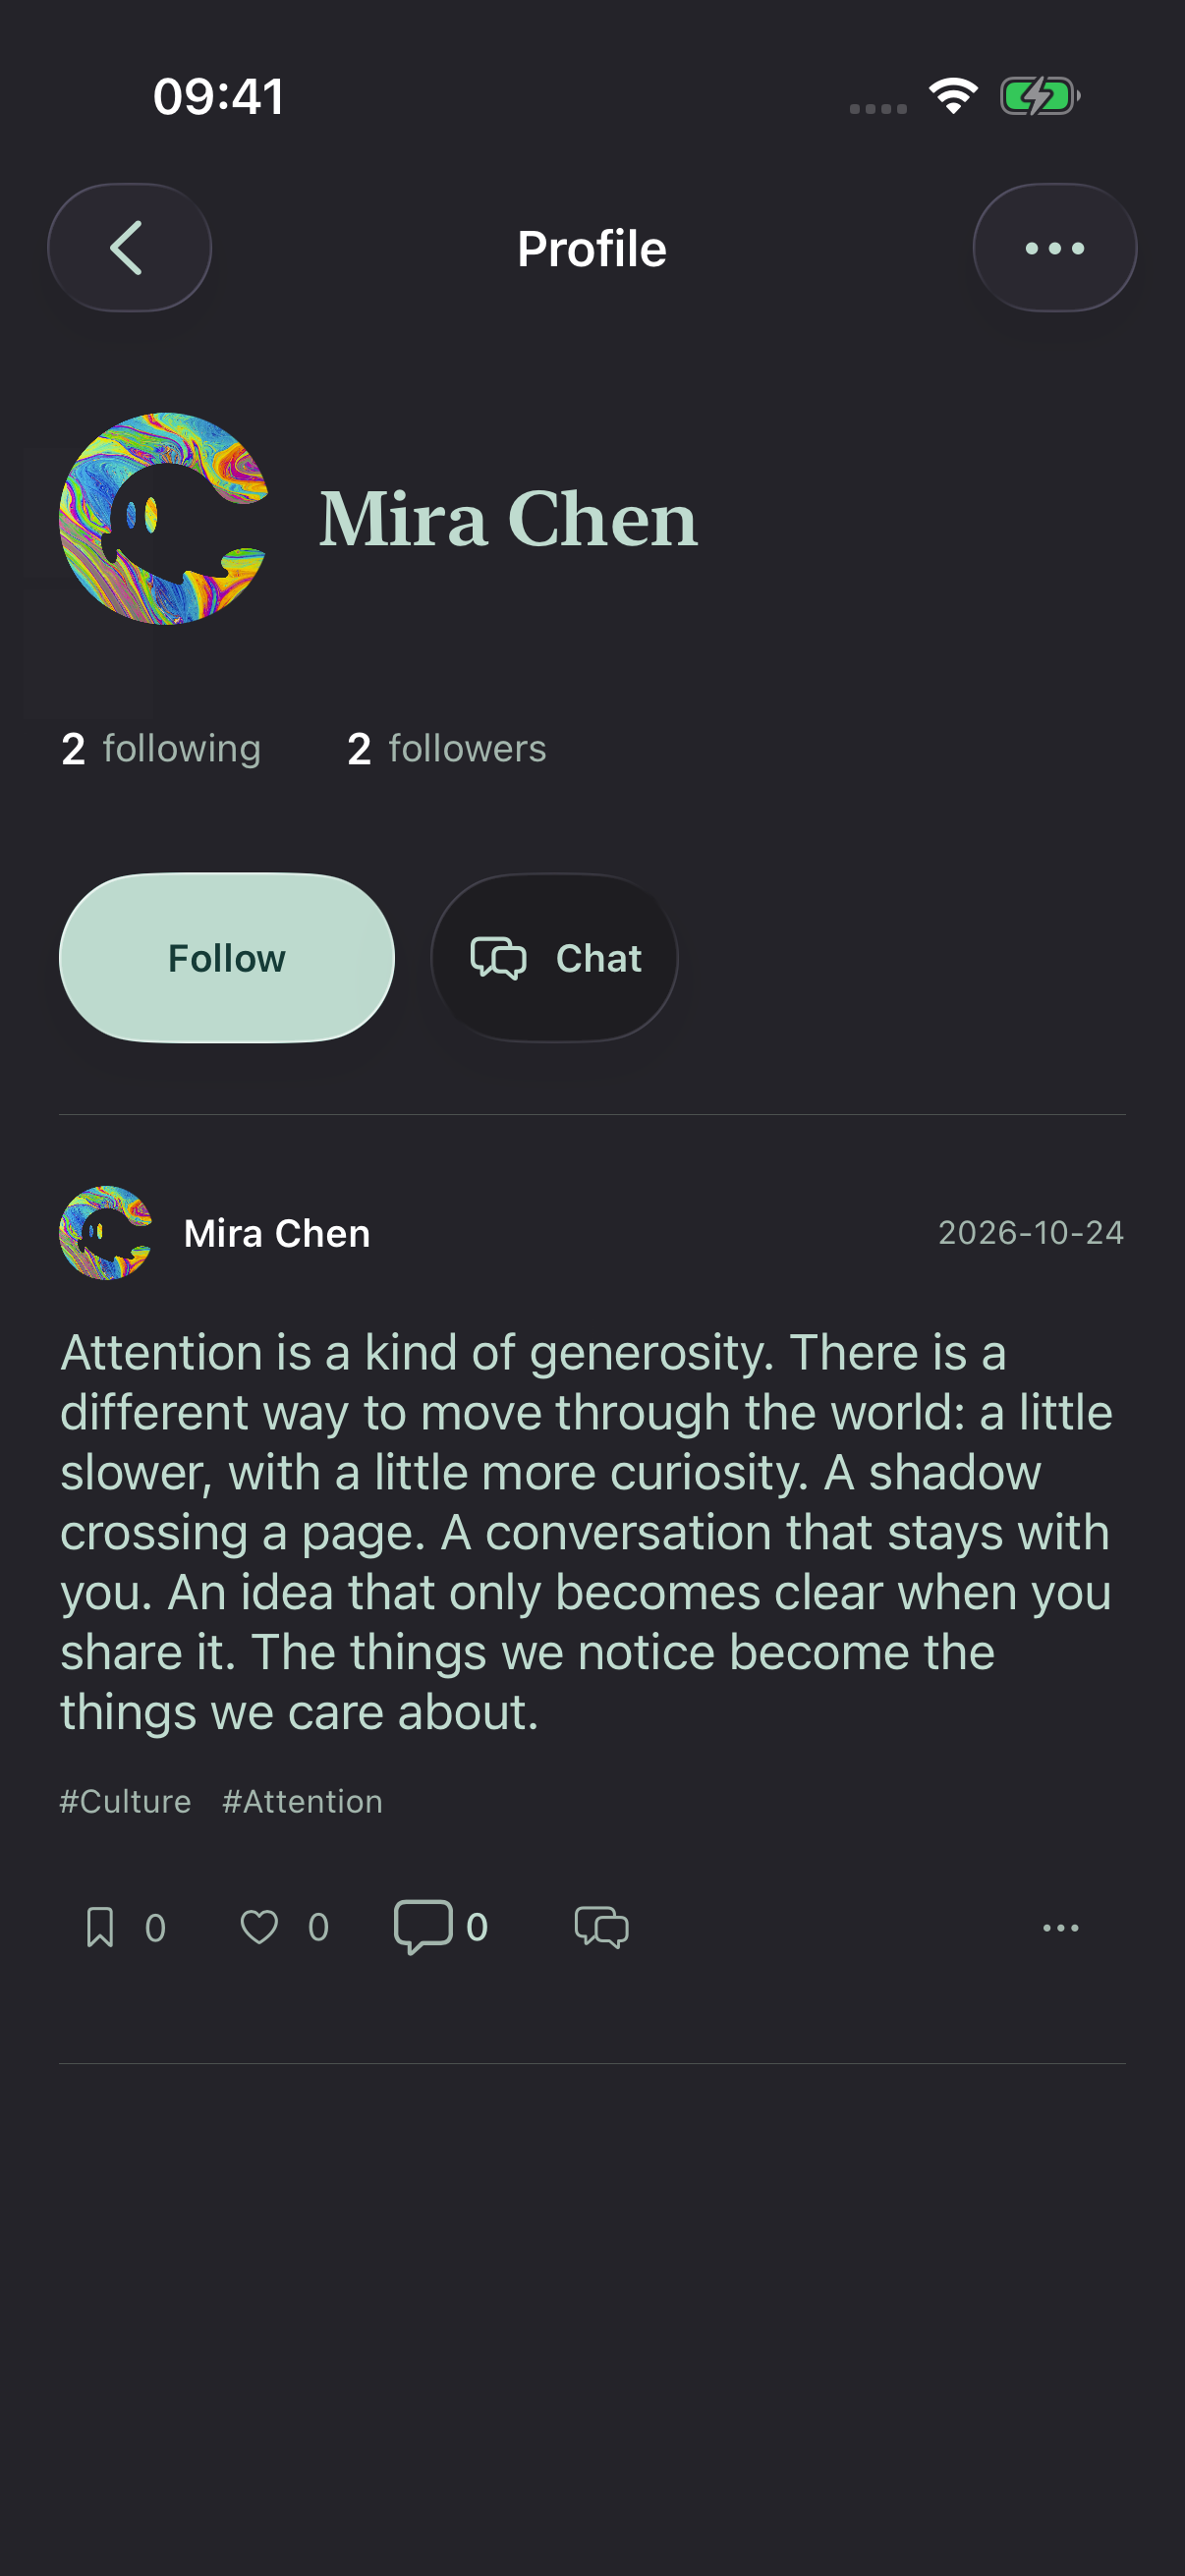 09:41
Profile
Mira Chen
2 following 2 followers
Follow Chat
Mira Chen 2026-10-24
Attention is a kind of generosity. There is a
different way to move through the world: a little
slower, with a little more curiosity. A shadow
crossing a page. A conversation that stays with
you. An idea that only becomes clear when you
share it. The things we notice become the
things we care about.
#Culture #Attention
0 0 0